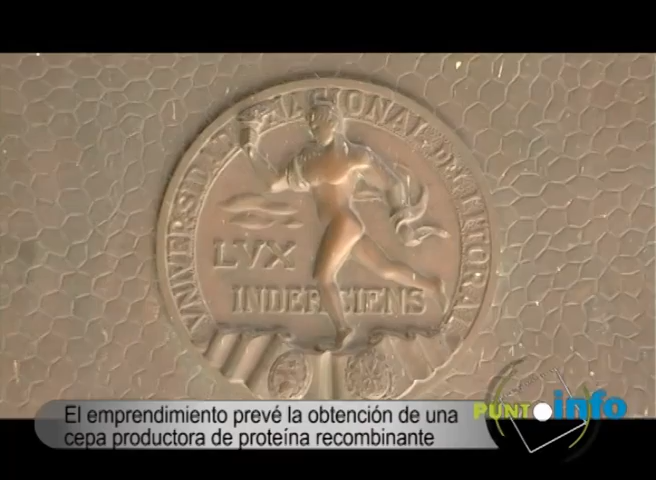 VNIVERSIDAD NACIONAL DEL LITORAL
LVX
INDEFICIENS
El emprendimiento prevé la obtención de una
cepa productora de proteína recombinante
PUNTO info